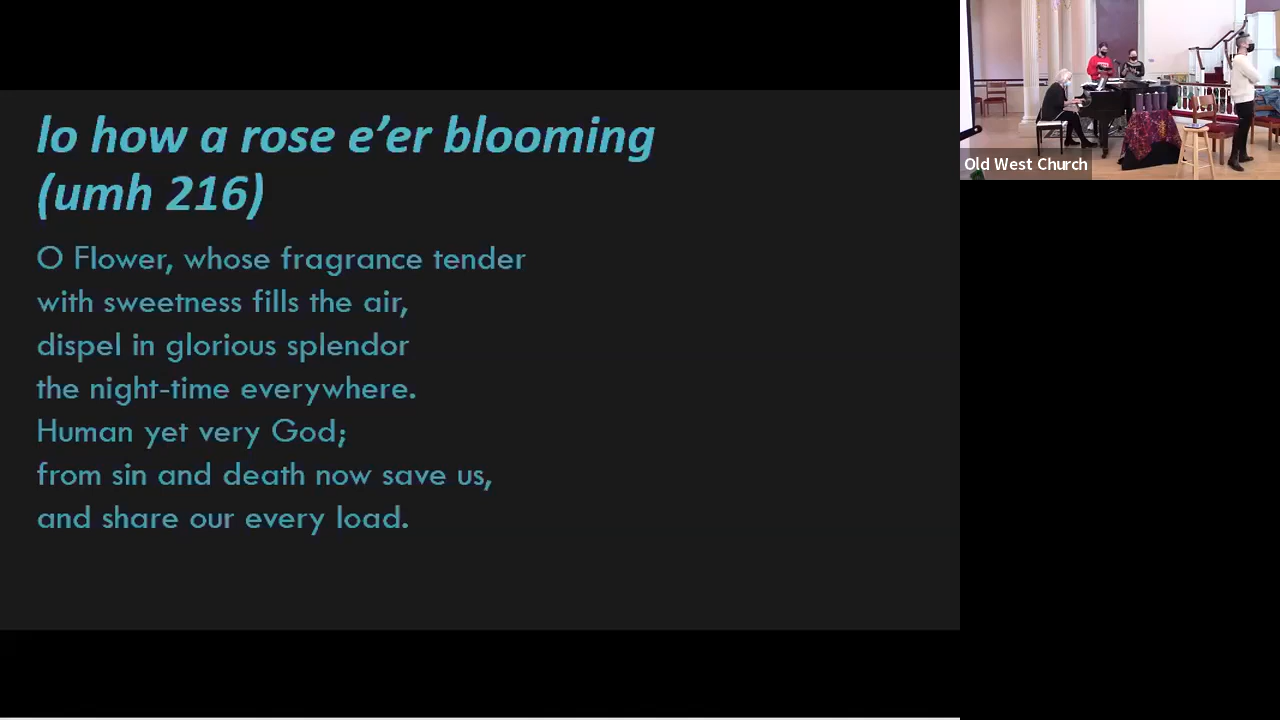 lo how a rose e’er blooming
(umh 216)
O Flower, whose fragrance tender
with sweetness fills the air,
dispel in glorious splendor
the night-time everywhere.
Human yet very God;
from sin and death now save us,
and share our every load.
Old West Church